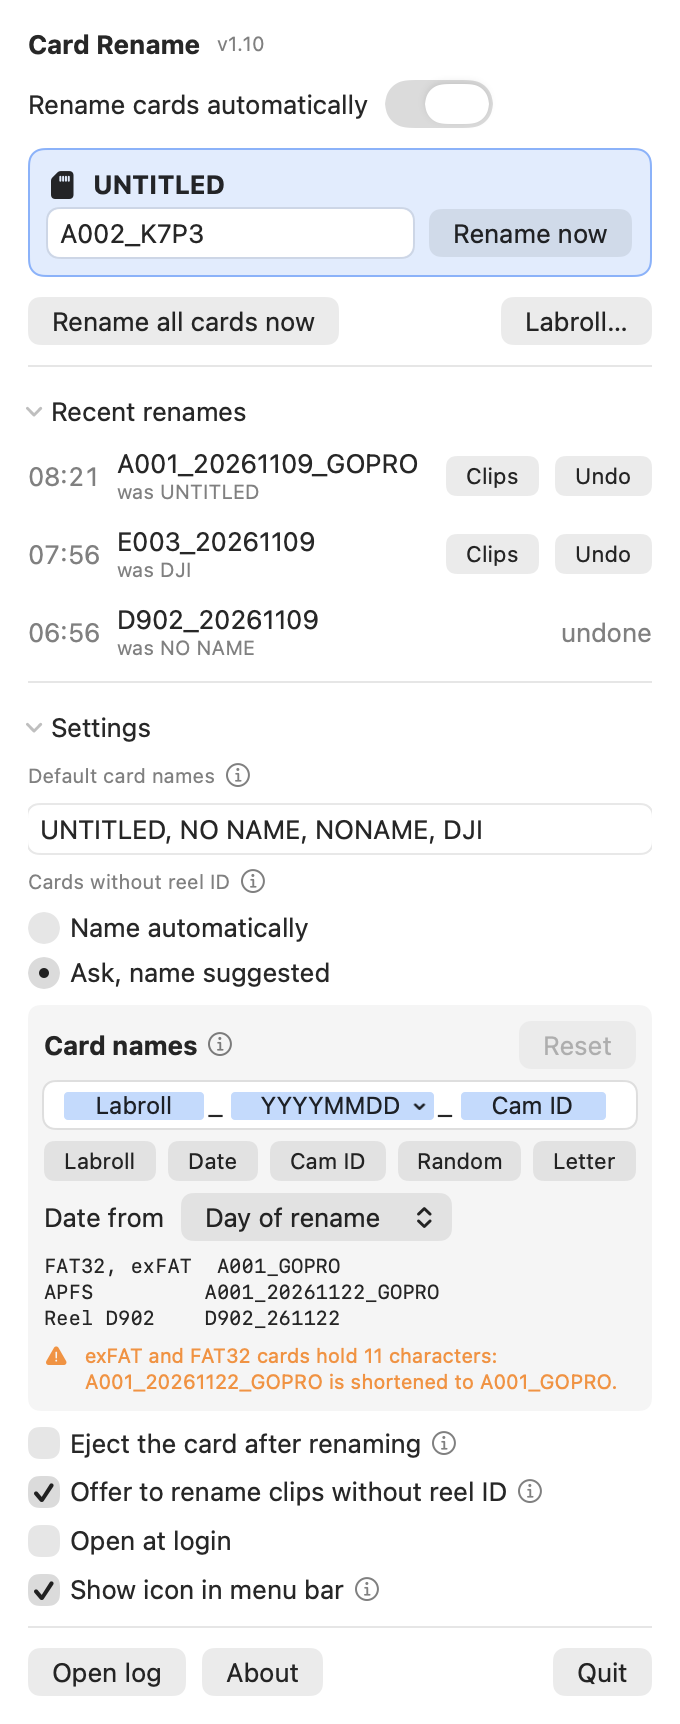 Card Rename v1.10
Rename cards automatically
UNTITLED
A002_K7P3 Rename now
Rename all cards now Labroll...
Recent renames
08:21 A001_20261109_GOPRO Clips Undo
was UNTITLED
07:56 E003_20261109 Clips Undo
was DJI
06:56 D902_20261109 undone
was NO NAME
Settings
Default card names
UNTITLED, NO NAME, NONAME, DJI
Cards without reel ID
Name automatically
Ask, name suggested
Card names Reset
Labroll _ YYYYMMDD _ Cam ID
Labroll Date Cam ID Random Letter
Date from Day of rename
FAT32, exFAT A001_GOPRO
APFS A001_20261122_GOPRO
Reel D902 D902_261122
exFAT and FAT32 cards hold 11 characters:
A001_20261122_GOPRO is shortened to A001_GOPRO.
Eject the card after renaming
Offer to rename clips without reel ID
Open at login
Show icon in menu bar
Open log About Quit